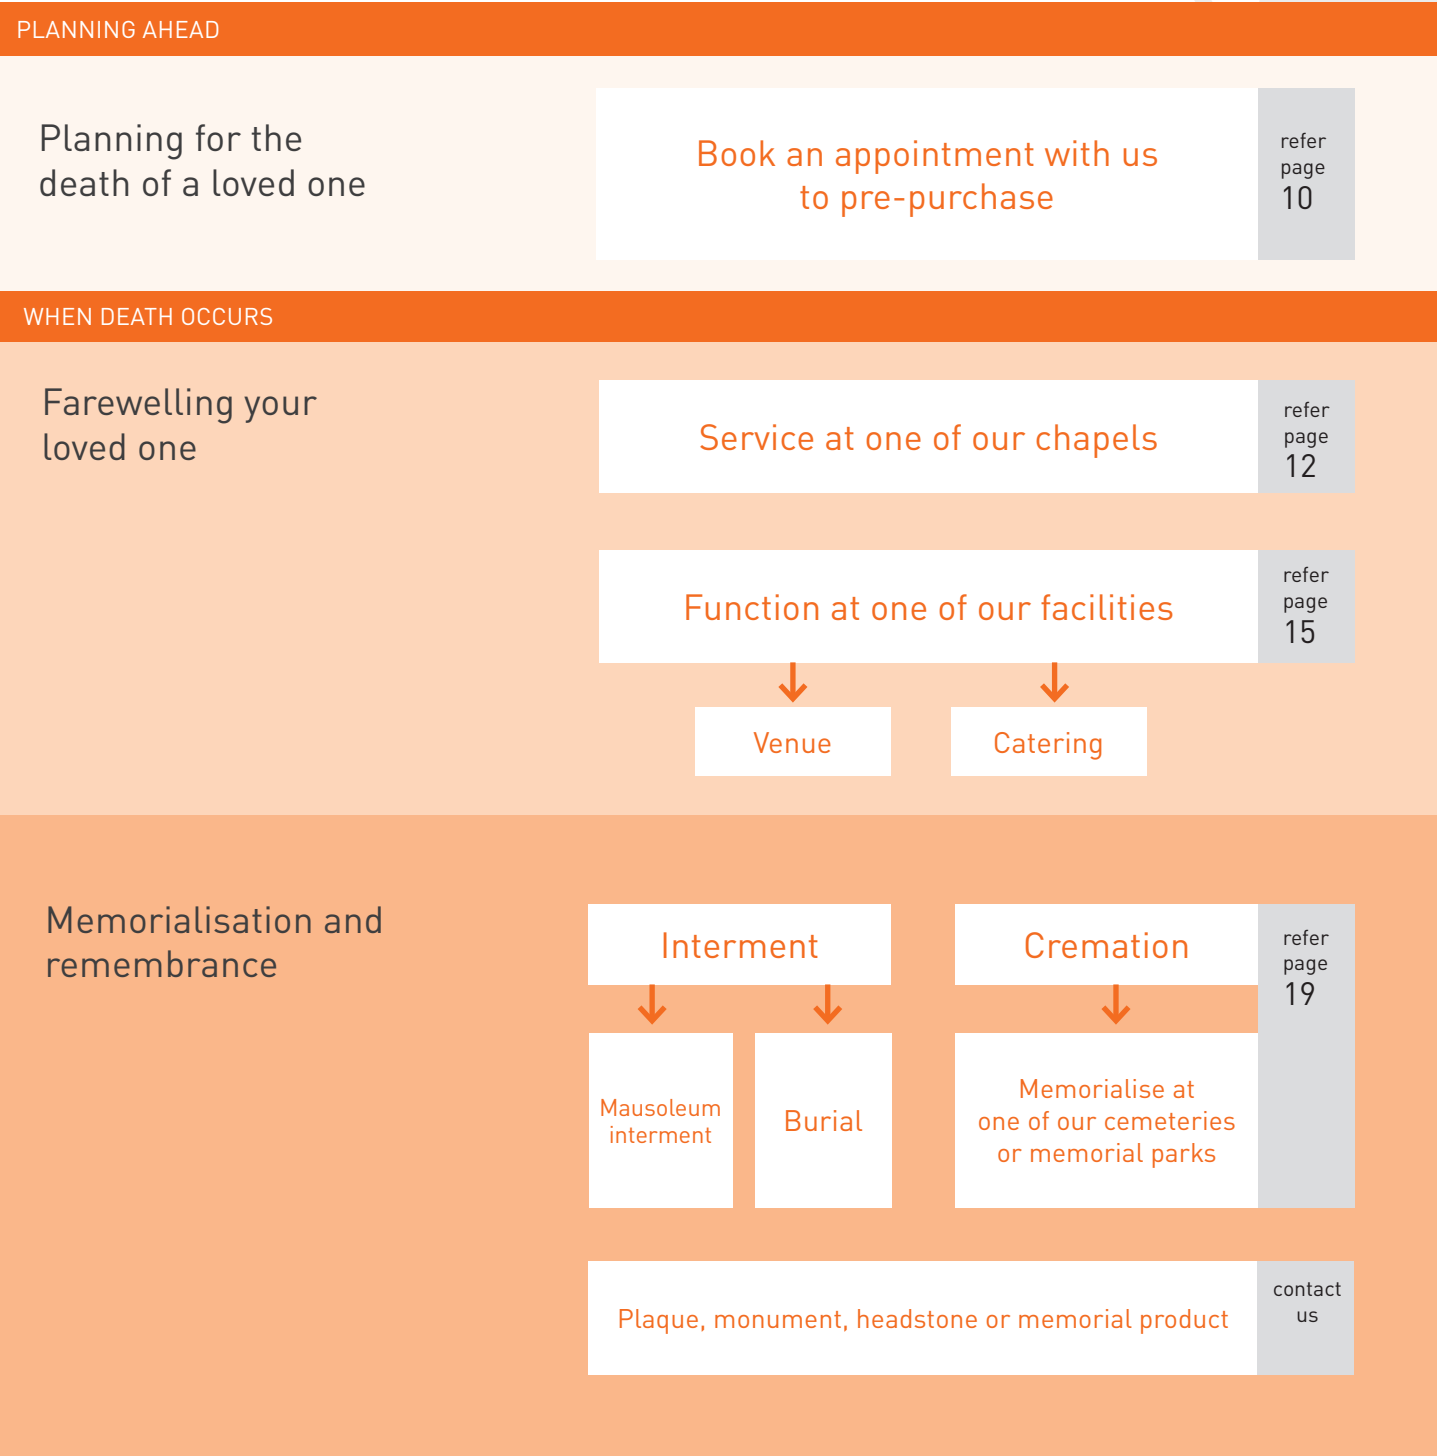 PLANNING AHEAD
Planning for the
death of a loved one
Book an appointment with us
to pre-purchase
refer
page
10
WHEN DEATH OCCURS
Farewelling your
loved one
Service at one of our chapels
refer
page
12
Function at one of our facilities
refer
page
15
Venue
Catering
Memorialisation and
remembrance
Interment
Cremation
refer
page
19
Mausoleum
interment
Burial
Memorialise at
one of our cemeteries
or memorial parks
Plaque, monument, headstone or memorial product
contact
us